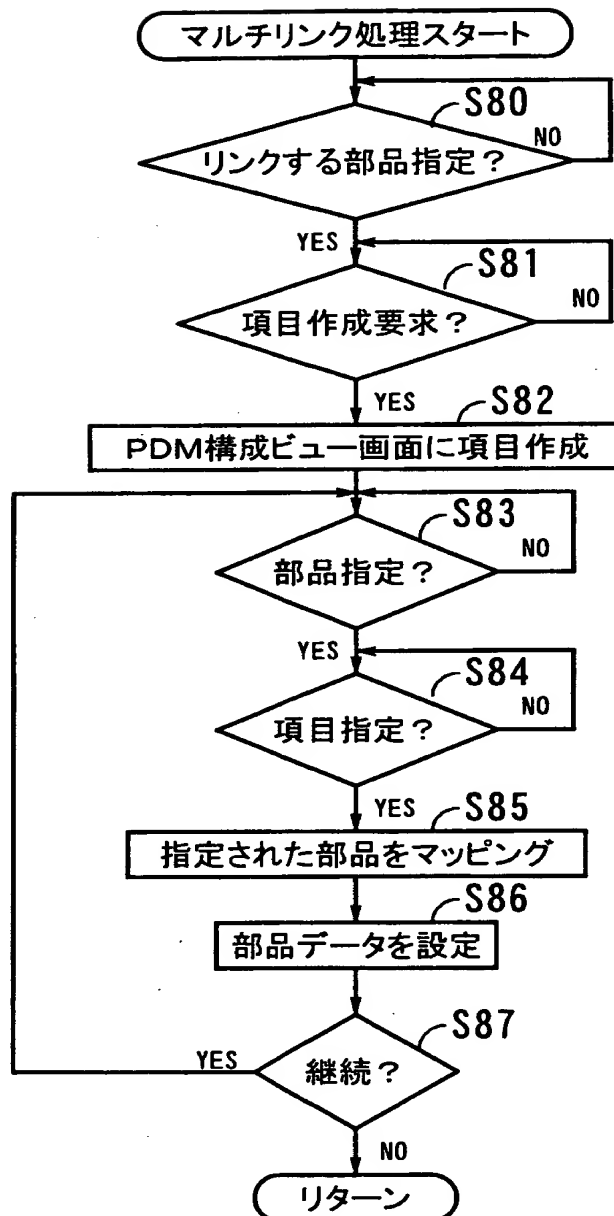 マルチリンク処理スタート
S80
リンクする部品指定?
NO
YES
S81
項目作成要求?
NO
YES
S82
PDM構成ビュー画面に項目作成
S83
部品指定?
NO
YES
S84
項目指定?
NO
YES
S85
指定された部品をマッピング
S86
部品データを設定
S87
継続?
YES
NO
リターン